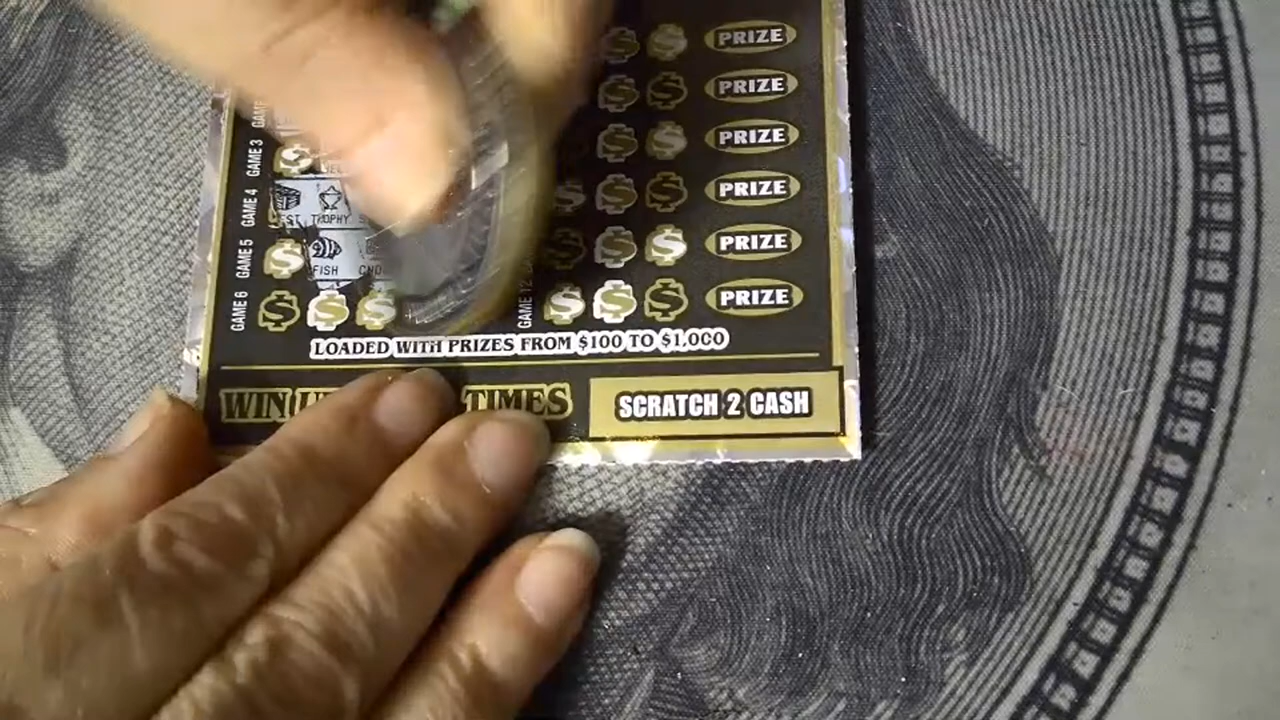 PRIZE
PRIZE
GAME 3
PRIZE
GAME 4
TROPHY
PRIZE
GAME 5
FISH
PRIZE
GAME 6
GAME 12
PRIZE
LOADED WITH PRIZES FROM $100 TO $1,000
WIN TIMES
SCRATCH 2 CASH